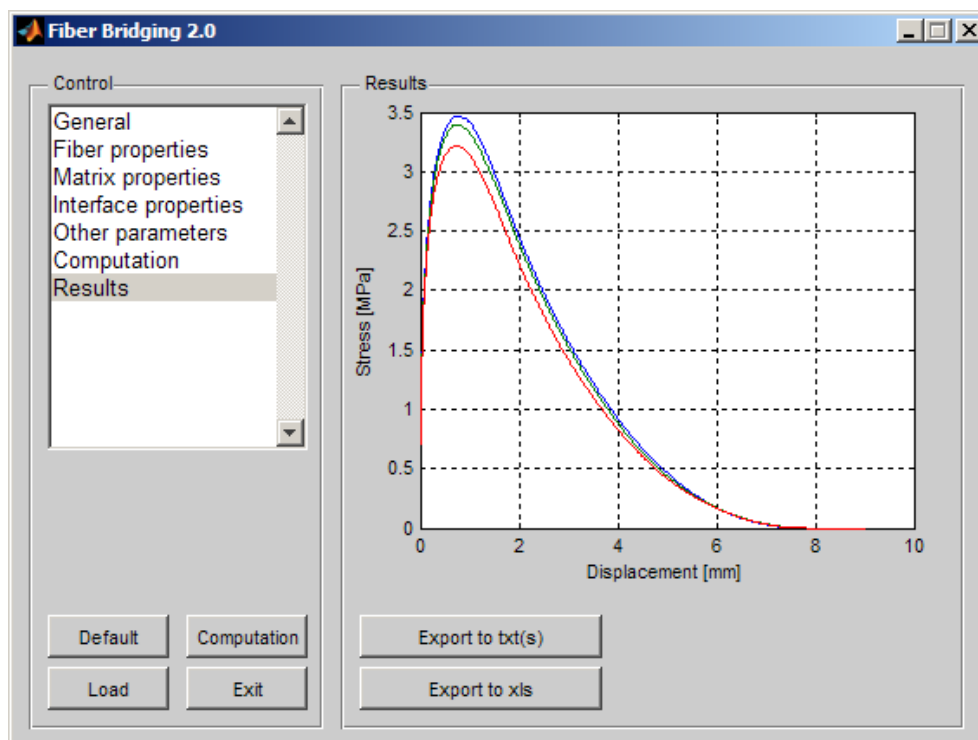 Fiber Bridging 2.0
Control
General
Fiber properties
Matrix properties
Interface properties
Other parameters
Computation
Results
Default
Computation
Load
Exit
Results
3.5
3
2.5
2
1.5
1
0.5
0
Stress [MPa]
0 2 4 6 8 10
Displacement [mm]
Export to txt(s)
Export to xls